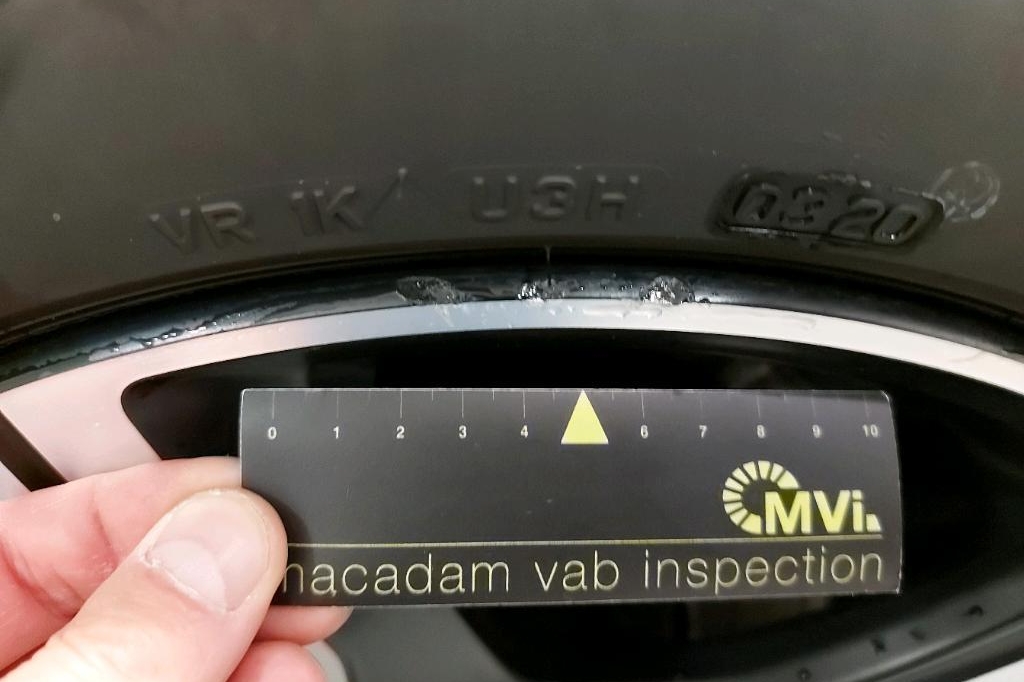 VR 1K U3H 0320
0 1 2 3 4 6 7 8 9 10
MVi
macadam vab inspection